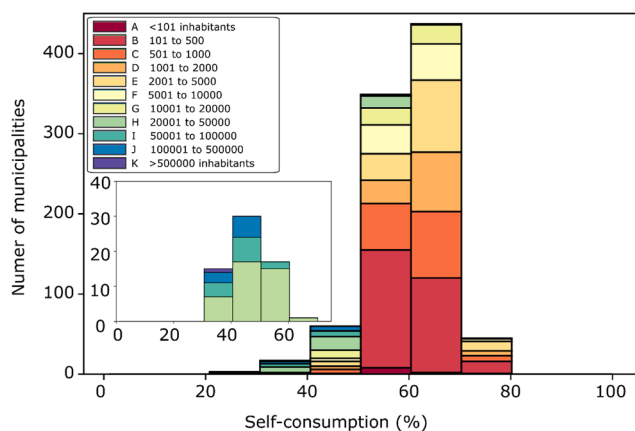 A <101 inhabitants
B 101 to 500
C 501 to 1000
D 1001 to 2000
E 2001 to 5000
F 5001 to 10000
G 10001 to 20000
H 20001 to 50000
I 50001 to 100000
J 100001 to 500000
K >500000 inhabitants
Numer of municipalities
400
300
200
100
0
40
30
20
10
0
0 20 40 60
0 20 40 60 80 100
Self-consumption (%)